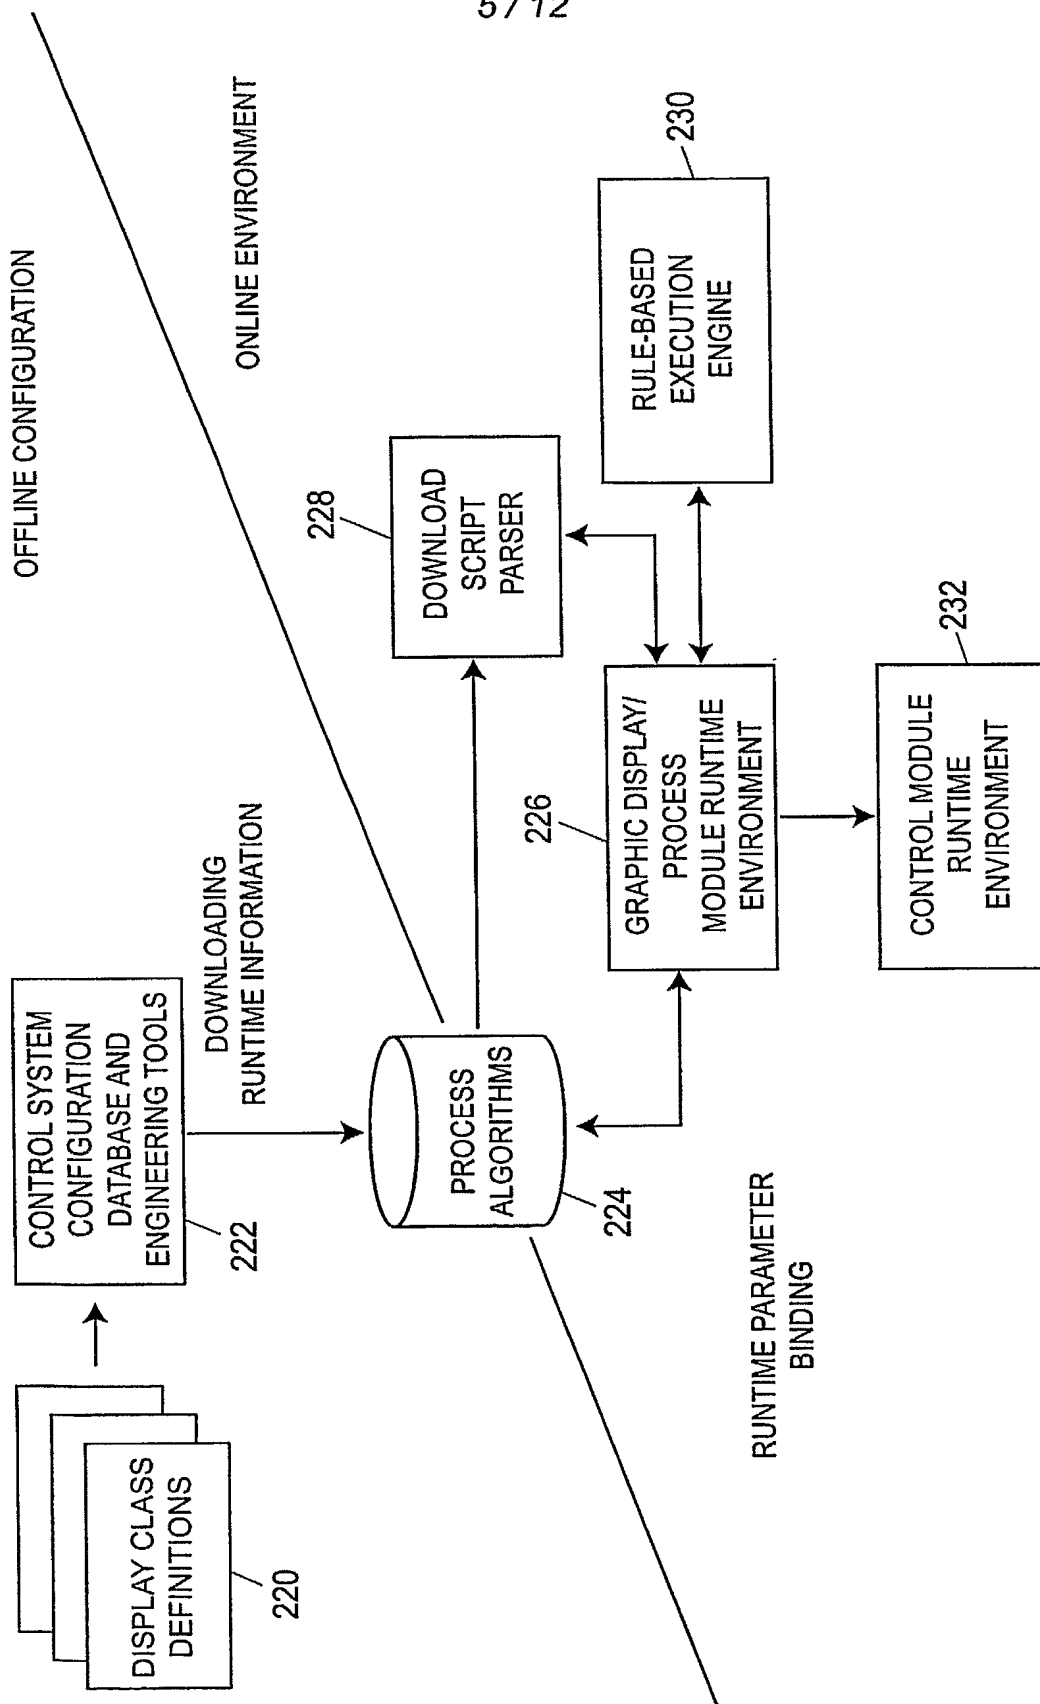 5 / 12
OFFLINE CONFIGURATION
ONLINE ENVIRONMENT
DISPLAY CLASS
DEFINITIONS
220
CONTROL SYSTEM
CONFIGURATION
DATABASE AND
ENGINEERING TOOLS
222
DOWNLOADING
RUNTIME INFORMATION
PROCESS
ALGORITHMS
224
228
DOWNLOAD
SCRIPT
PARSER
230
RULE-BASED
EXECUTION
ENGINE
226
GRAPHIC DISPLAY/
PROCESS
MODULE RUNTIME
ENVIRONMENT
RUNTIME PARAMETER
BINDING
232
CONTROL MODULE
RUNTIME
ENVIRONMENT